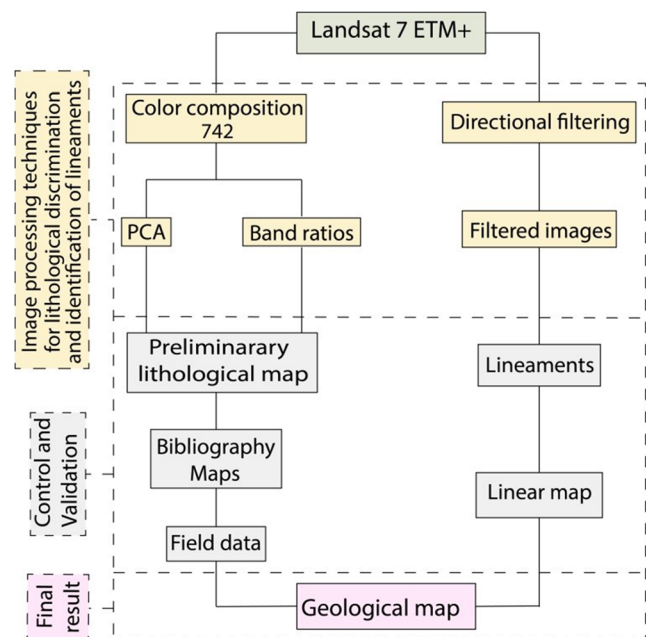 Landsat 7 ETM+
Image processing techniques
for lithological discrimination
and identification of lineaments
Color composition
742
Directional filtering
PCA
Band ratios
Filtered images
Control and
Validation
Preliminarary
lithological map
Lineaments
Bibliography
Maps
Linear map
Field data
Final
result
Geological map